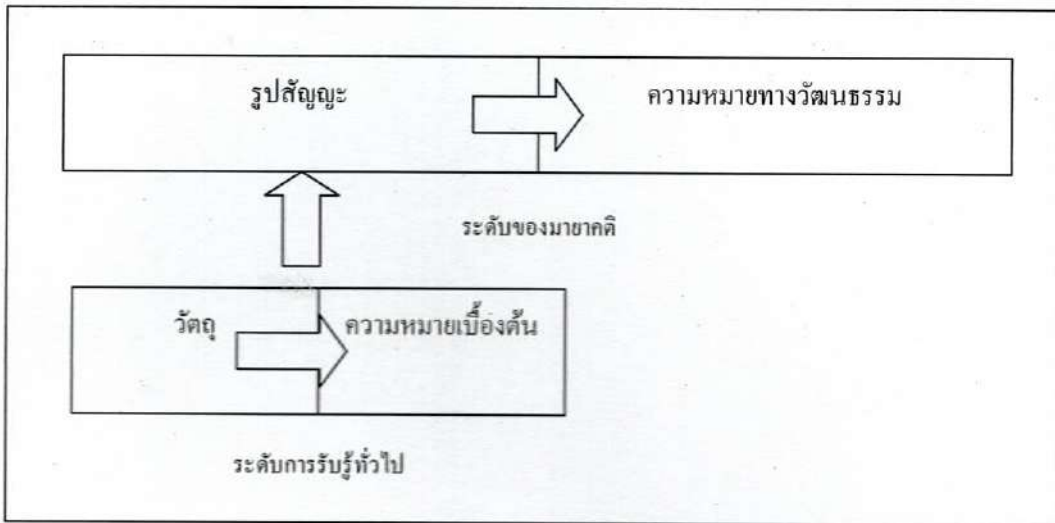 รูปสัญญะ
ความหมายทางวัฒนธรรม
ระดับของมายาคติ
วัตถุ
ความหมายเบื้องต้น
ระดับการรับรู้ทั่วไป